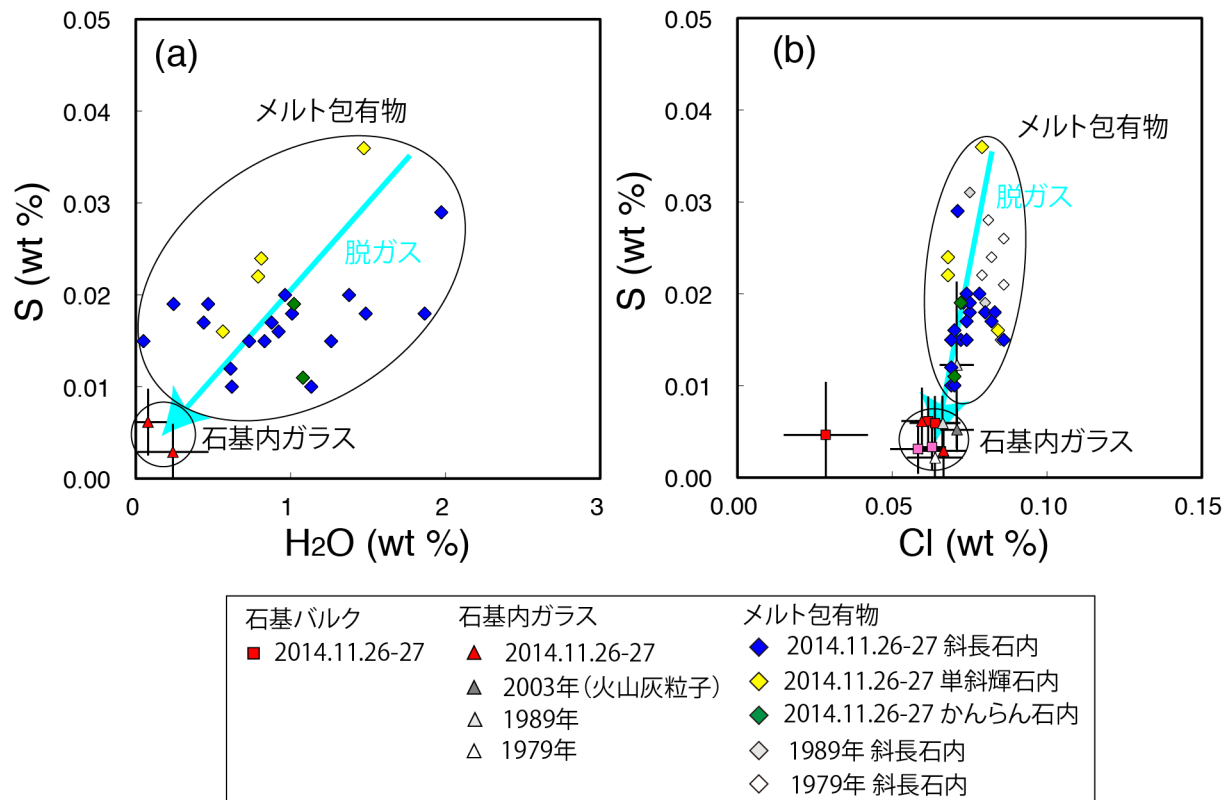 (a)
メルト包有物
脱ガス
石基内ガラス
S (wt %)
0.05
0.04
0.03
0.02
0.01
0.00
0
1
2
3
H2O (wt %)
(b)
メルト包有物
脱ガス
石基内ガラス
S (wt %)
0.05
0.04
0.03
0.02
0.01
0.00
0.00
0.05
0.10
0.15
Cl (wt %)
石基バルク
2014.11.26-27
石基内ガラス
2014.11.26-27
2003年(火山灰粒子)
1989年
1979年
メルト包有物
2014.11.26-27 斜長石内
2014.11.26-27 単斜輝石内
2014.11.26-27 かんらん石内
1989年 斜長石内
1979年 斜長石内